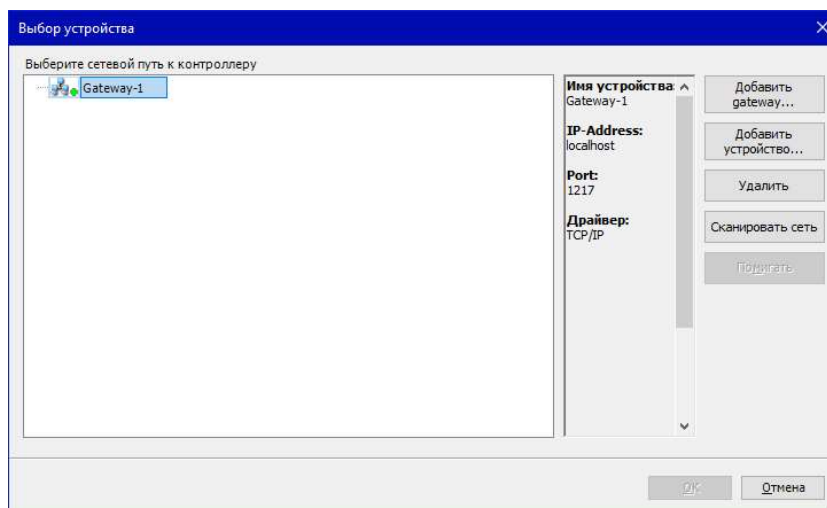 Выбор устройства
Выберите сетевой путь к контроллеру
Gateway-1
Имя устройства:
Gateway-1
IP-Address:
localhost
Port:
1217
Драйвер:
TCP/IP
Добавить
gateway...
Добавить
устройство...
Удалить
Сканировать сеть
Помигать
OK
Отмена